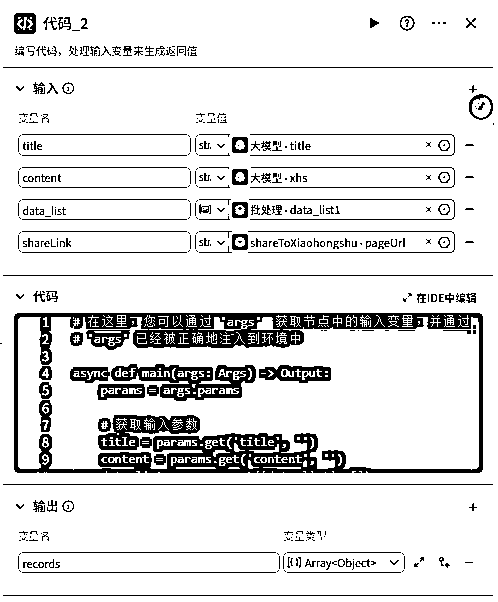 代码_2
编写代码，处理输入变量来生成返回值
输入
变量名 变量值
title str. 大模型 · title
content str. 大模型 · xhs
data_list 批处理 · data_list1
shareLink str. shareToXiaohongshu · pageUrl
代码 在IDE中编辑
1 # 在这里，您可以通过 'args' 获取节点中的输入变量，并通过
2 # 'args' 已经被正确地注入到环境中
3
4 async def main(args: Args) -> Output:
5 params = args.params
6
7 # 获取输入参数
8 title = params.get('title', '')
9 content = params.get('content', '')
输出
变量名 变量类型
records Array<Object>